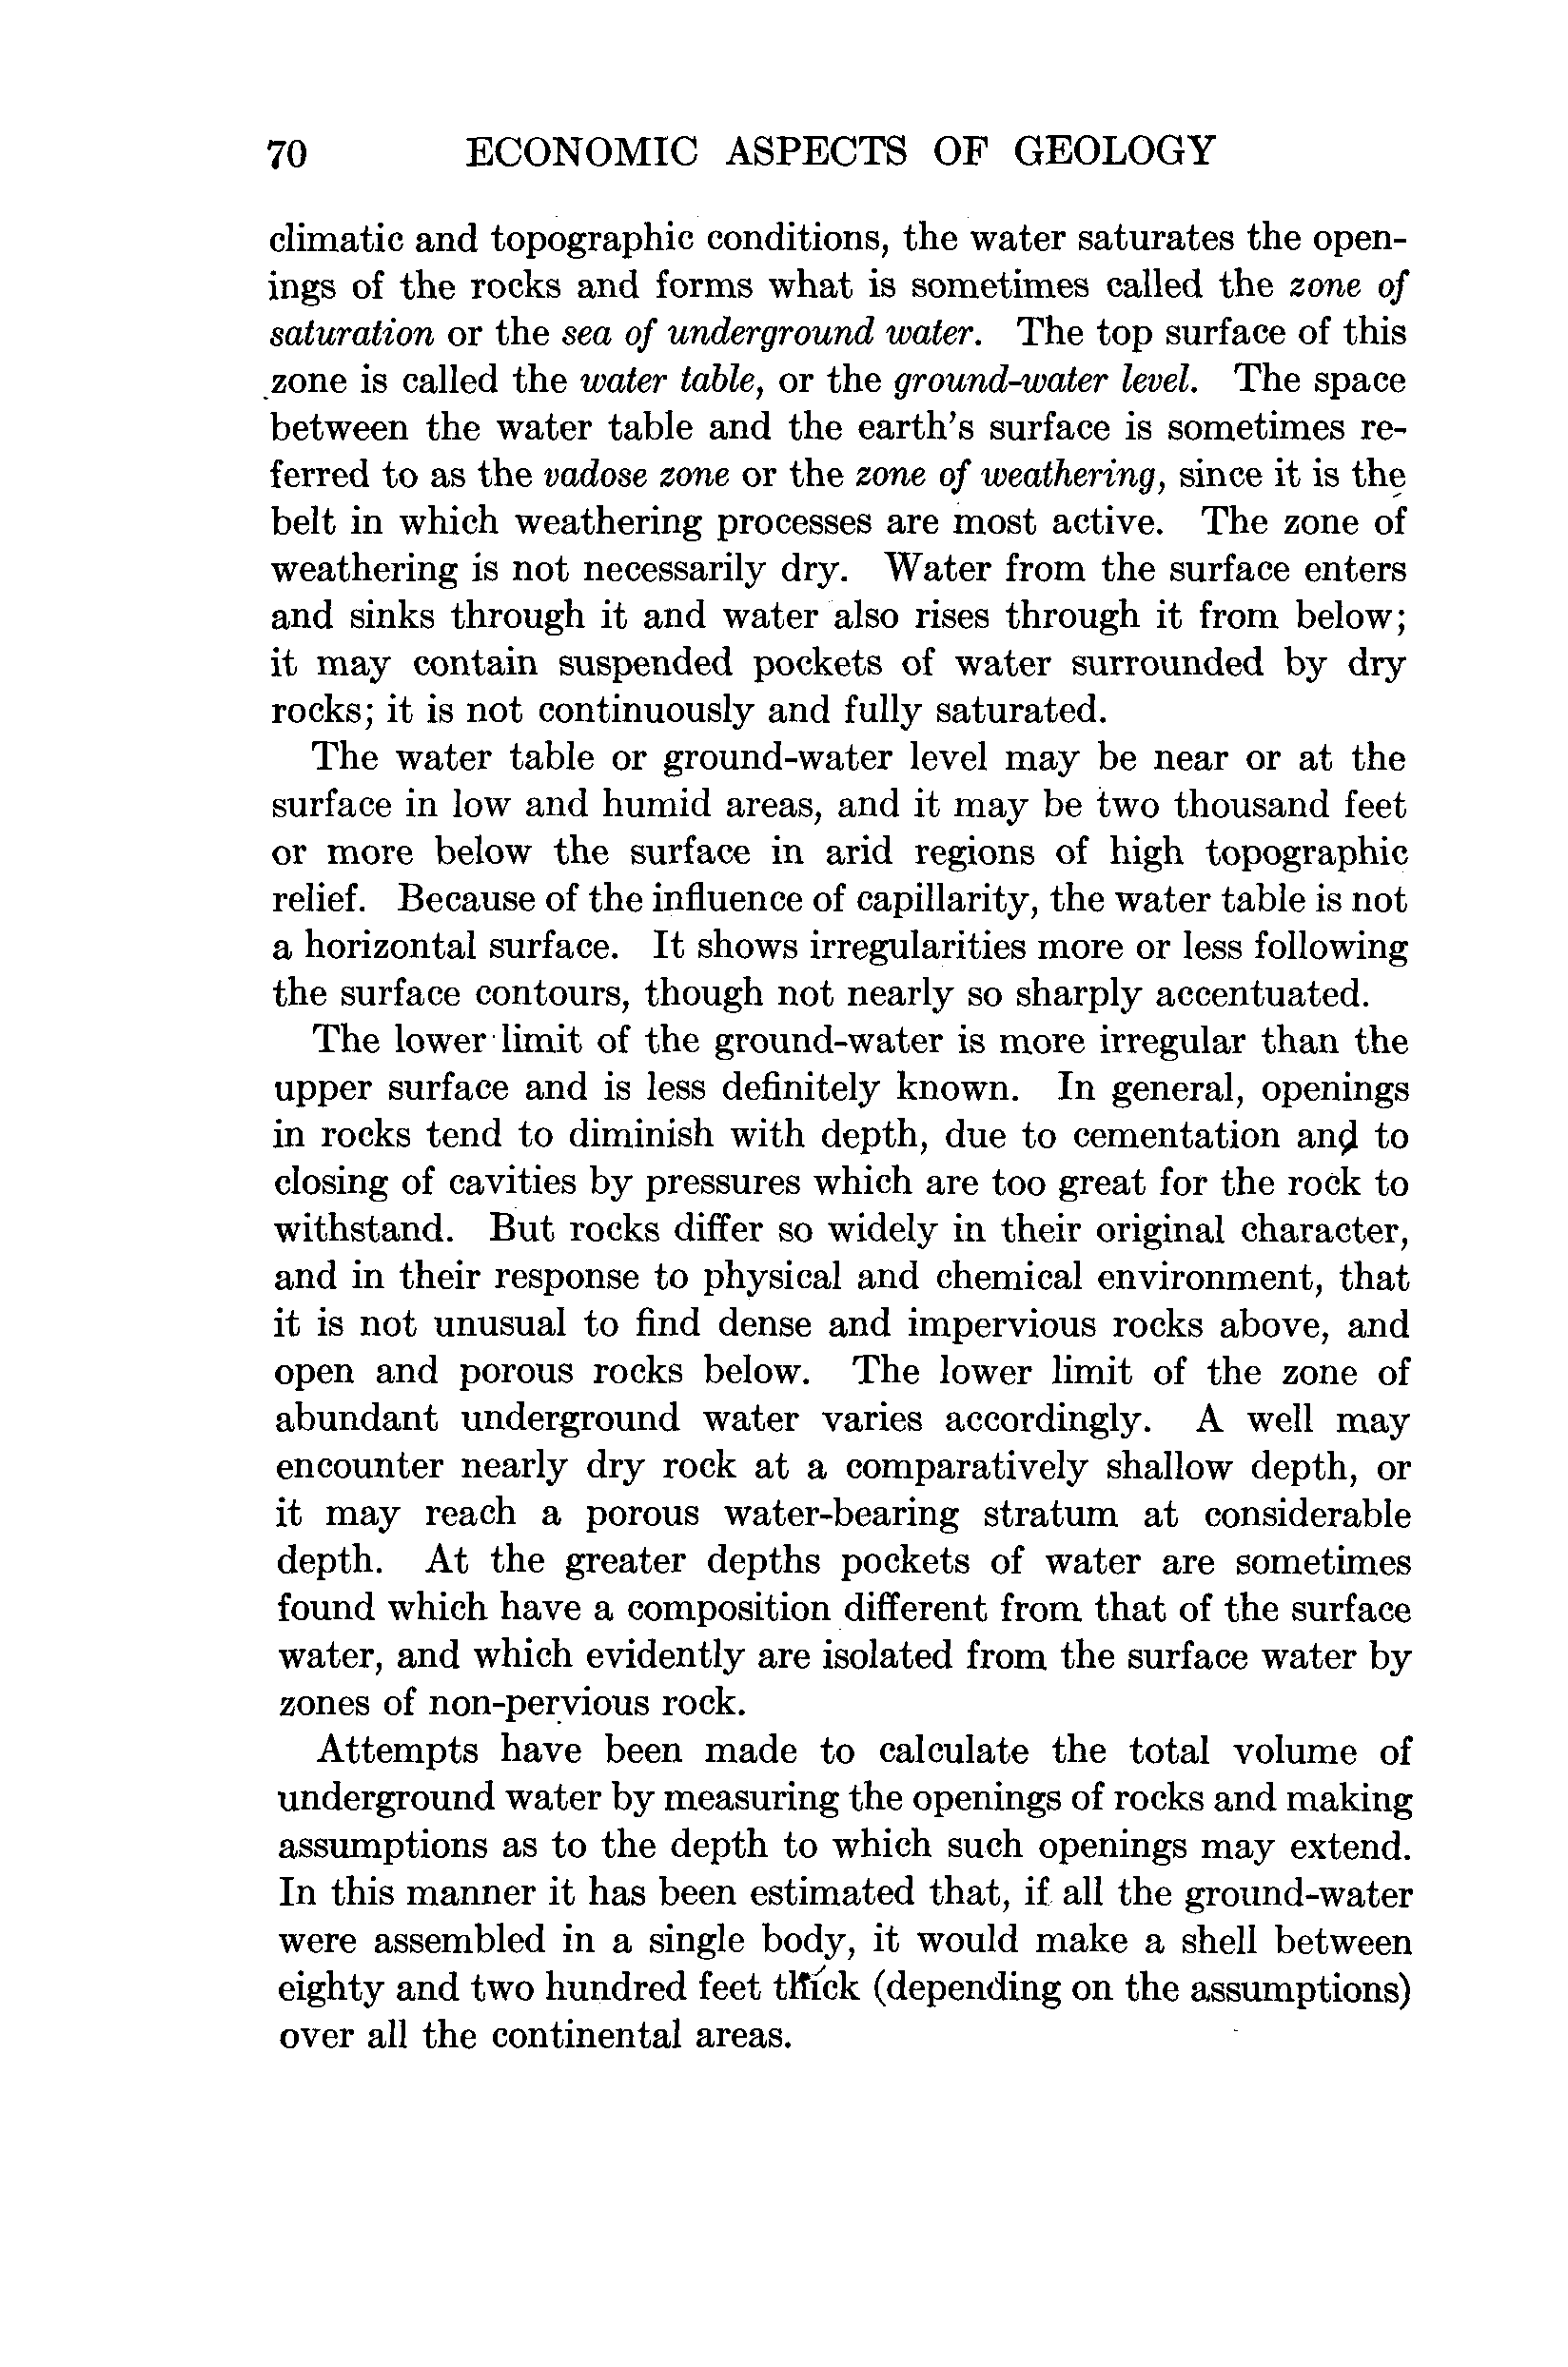 70 ECONOMIC ASPECTS OF GEOLOGY
climatic and topographic conditions, the water saturates the open-
ings of the rocks and forms what is sometimes called the zone of
saturation or the sea of underground water. The top surface of this
zone is called the water table, or the ground-water level. The space
between the water table and the earth's surface is sometimes re-
ferred to as the vadose zone or the zone of weathering, since it is the
belt in which weathering processes are most active. The zone of
weathering is not necessarily dry. Water from the surface enters
and sinks through it and water also rises through it from below;
it may contain suspended pockets of water surrounded by dry
rocks; it is not continuously and fully saturated.
The water table or ground-water level may be near or at the
surface in low and humid areas, and it may be two thousand feet
or more below the surface in arid regions of high topographic
relief. Because of the influence of capillarity, the water table is not
a horizontal surface. It shows irregularities more or less following
the surface contours, though not nearly so sharply accentuated.
The lower limit of the ground-water is more irregular than the
upper surface and is less definitely known. In general, openings
in rocks tend to diminish with depth, due to cementation and to
closing of cavities by pressures which are too great for the rock to
withstand. But rocks differ so widely in their original character,
and in their response to physical and chemical environment, that
it is not unusual to find dense and impervious rocks above, and
open and porous rocks below. The lower limit of the zone of
abundant underground water varies accordingly. A well may
encounter nearly dry rock at a comparatively shallow depth, or
it may reach a porous water-bearing stratum at considerable
depth. At the greater depths pockets of water are sometimes
found which have a composition different from that of the surface
water, and which evidently are isolated from the surface water by
zones of non-pervious rock.
Attempts have been made to calculate the total volume of
underground water by measuring the openings of rocks and making
assumptions as to the depth to which such openings may extend.
In this manner it has been estimated that, if all the ground-water
were assembled in a single body, it would make a shell between
eighty and two hundred feet thick (depending on the assumptions)
over all the continental areas.